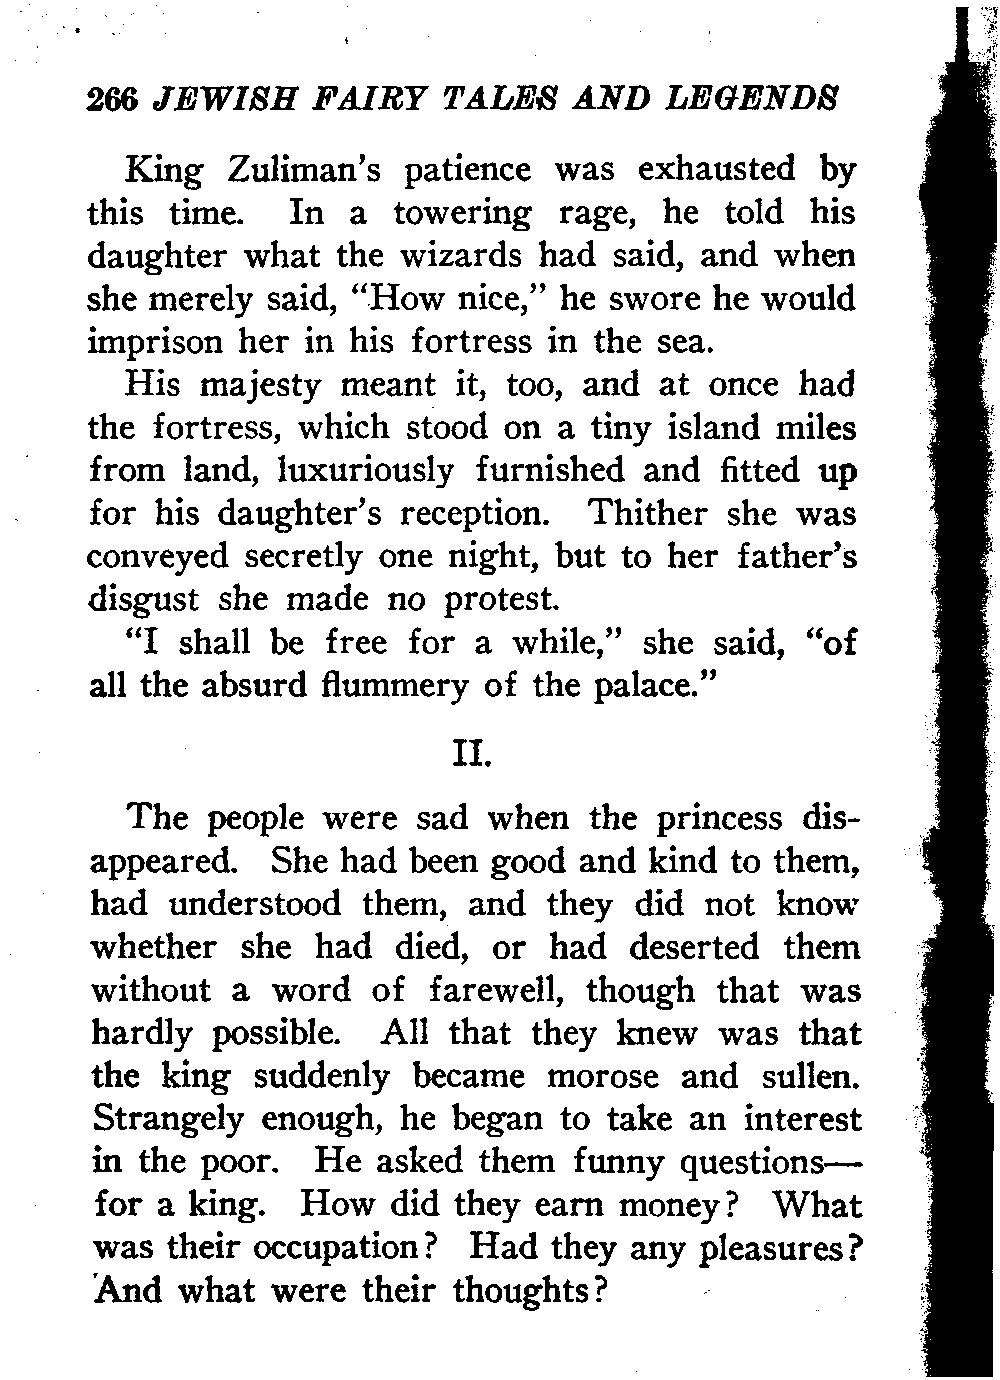 266 JEWISH FAIRY TALES AND LEGENDS
King Zuliman's patience was exhausted by
this time. In a towering rage, he told his
daughter what the wizards had said, and when
she merely said, "How nice," he swore he would
imprison her in his fortress in the sea.
His majesty meant it, too, and at once had
the fortress, which stood on a tiny island miles
from land, luxuriously furnished and fitted up
for his daughter's reception. Thither she was
conveyed secretly one night, but to her father's
disgust she made no protest.
"I shall be free for a while," she said, "of
all the absurd flummery of the palace."
II.
The people were sad when the princess dis-
appeared. She had been good and kind to them,
had understood them, and they did not know
whether she had died, or had deserted them
without a word of farewell, though that was
hardly possible. All that they knew was that
the king suddenly became morose and sullen.
Strangely enough, he began to take an interest
in the poor. He asked them funny questions—
for a king. How did they earn money? What
was their occupation? Had they any pleasures?
And what were their thoughts?